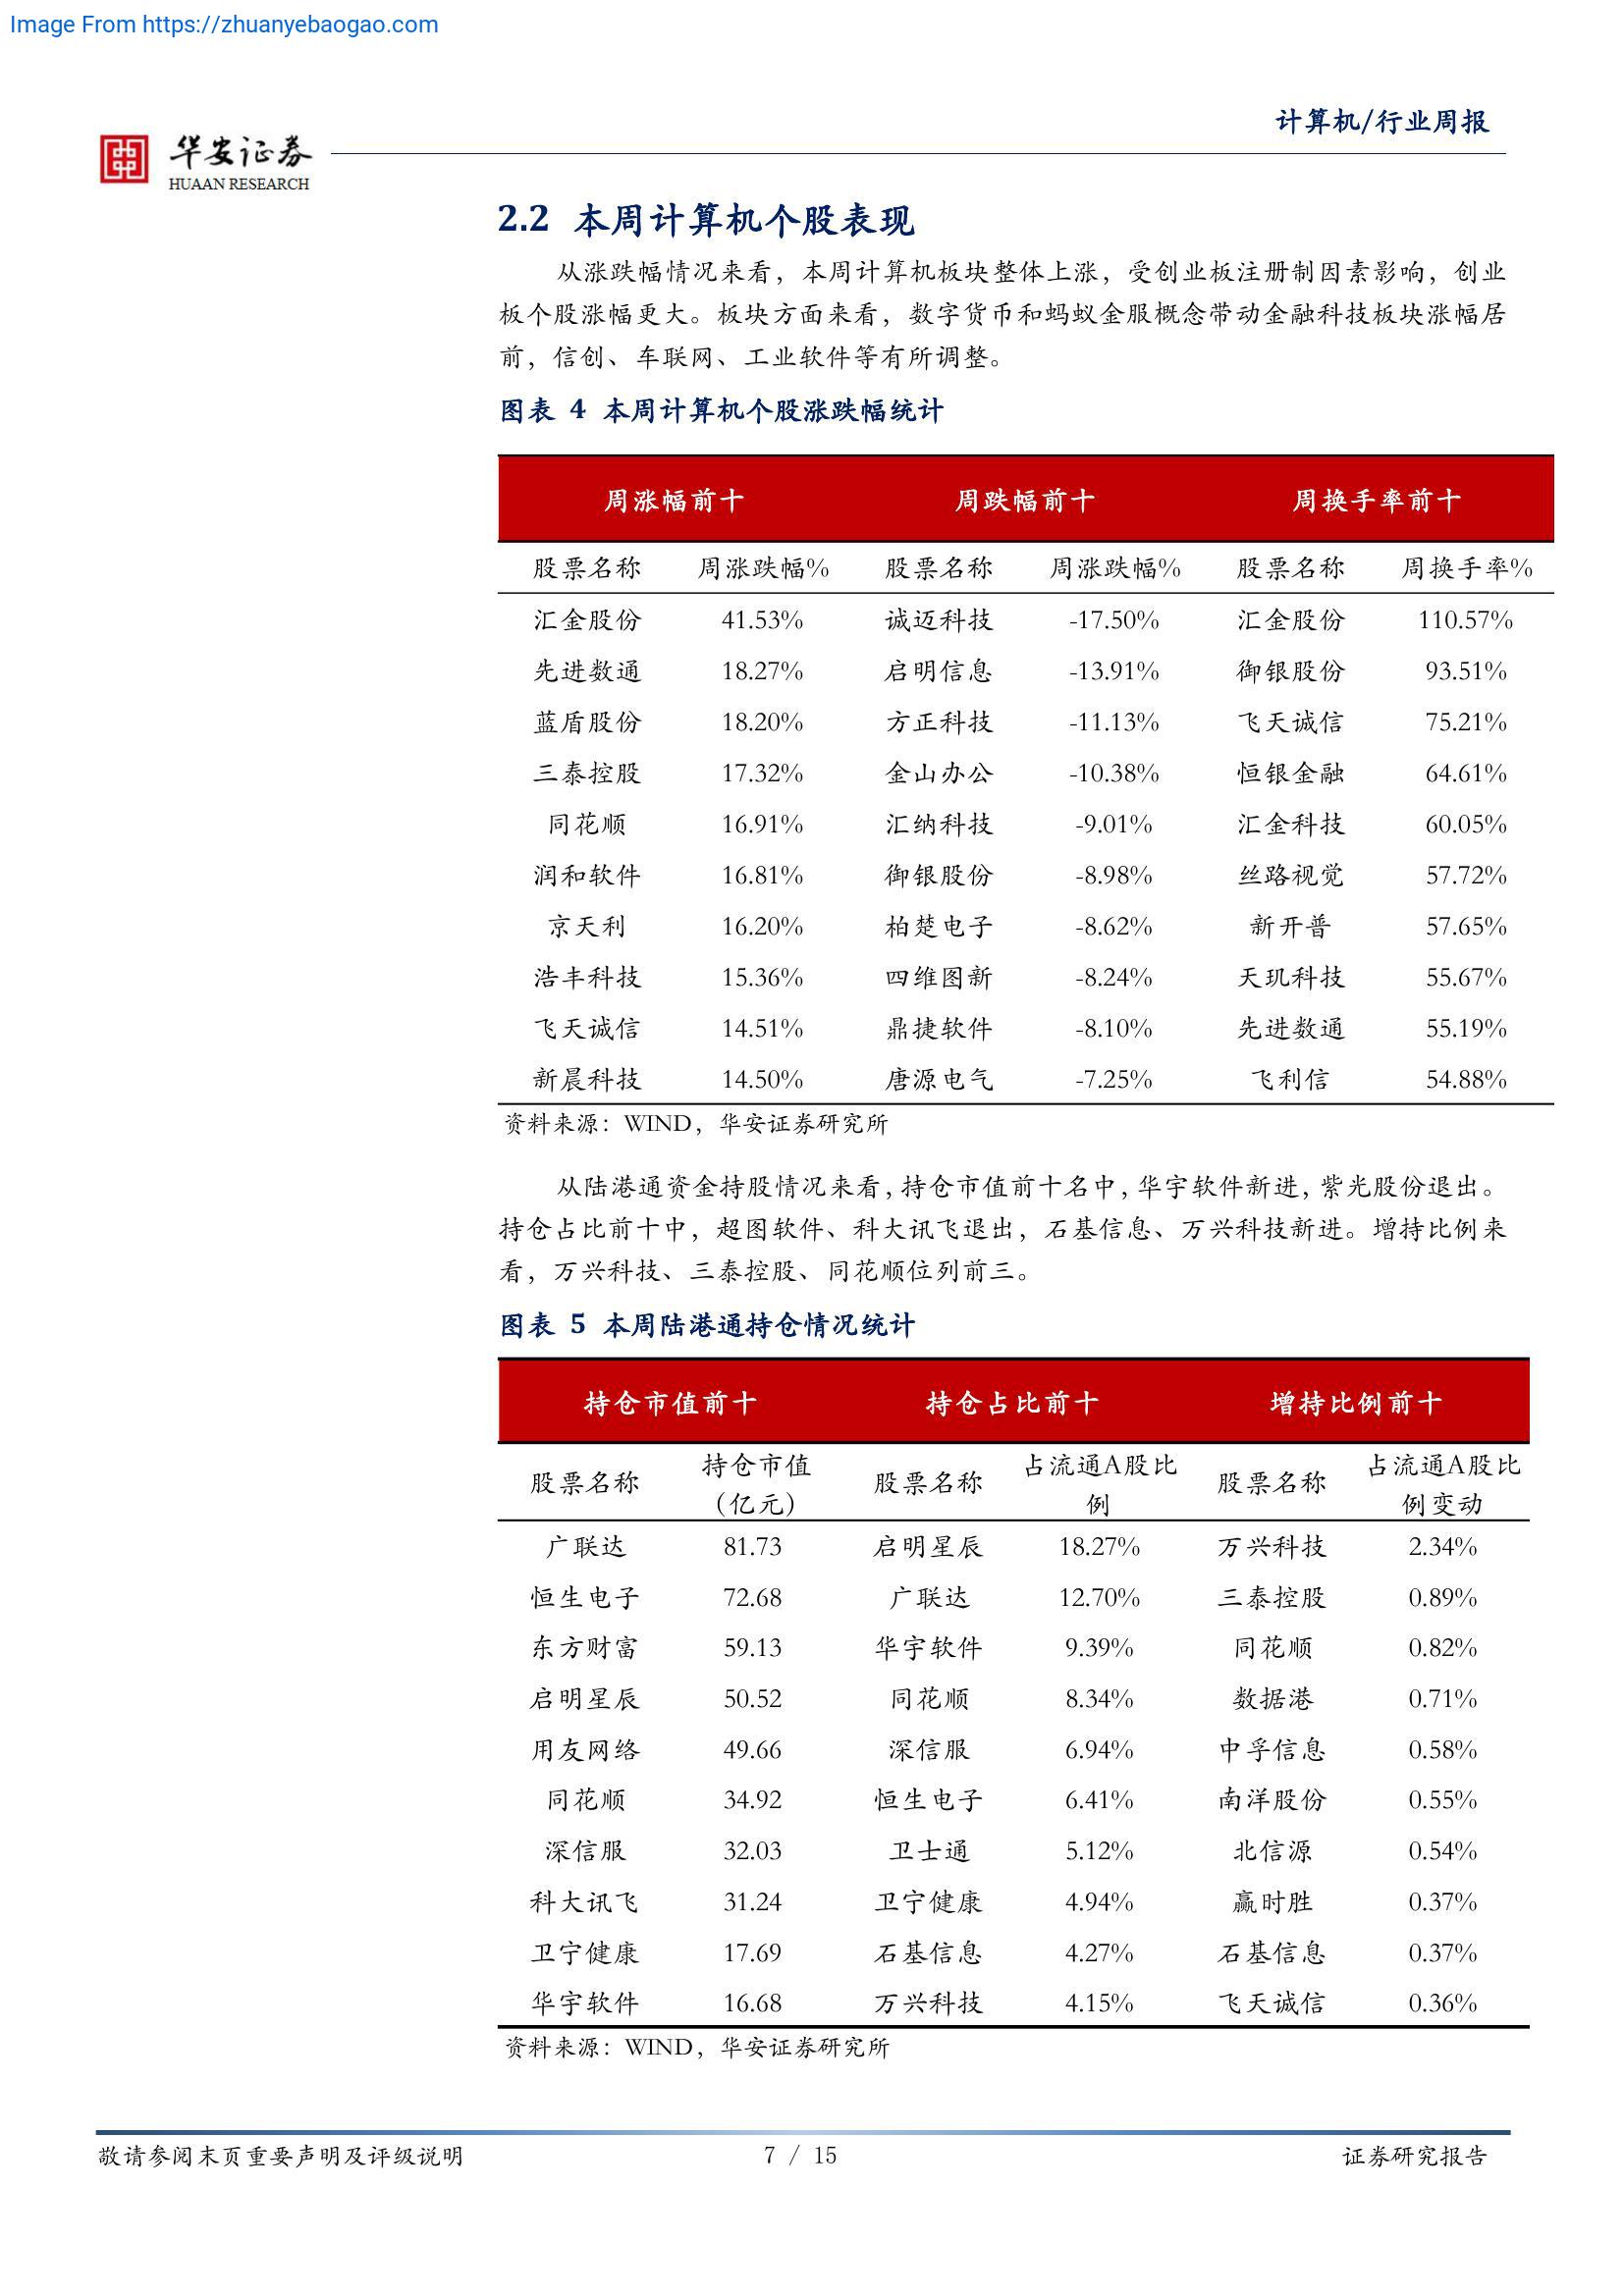 Image From https://zhuanyebaogao.com
计算机/行业周报
华安证券
HUAAN RESEARCH
2.2 本周计算机个股表现
从涨跌幅情况来看，本周计算机板块整体上涨，受创业板注册制因素影响，创业
板个股涨幅更大。板块方面来看，数字货币和蚂蚁金服概念带动金融科技板块涨幅居
前，信创、车联网、工业软件等有所调整。
图表 4 本周计算机个股涨跌幅统计
周涨幅前十 周跌幅前十 周换手率前十
股票名称 周涨跌幅% 股票名称 周涨跌幅% 股票名称 周换手率%
汇金股份 41.53% 诚迈科技 -17.50% 汇金股份 110.57%
先进数通 18.27% 启明信息 -13.91% 御银股份 93.51%
蓝盾股份 18.20% 方正科技 -11.13% 飞天诚信 75.21%
三泰控股 17.32% 金山办公 -10.38% 恒银金融 64.61%
同花顺 16.91% 汇纳科技 -9.01% 汇金科技 60.05%
润和软件 16.81% 御银股份 -8.98% 丝路视觉 57.72%
京天利 16.20% 柏楚电子 -8.62% 新开普 57.65%
浩丰科技 15.36% 四维图新 -8.24% 天玑科技 55.67%
飞天诚信 14.51% 鼎捷软件 -8.10% 先进数通 55.19%
新晨科技 14.50% 唐源电气 -7.25% 飞利信 54.88%
资料来源：WIND，华安证券研究所
从陆港通资金持股情况来看，持仓市值前十名中，华宇软件新进，紫光股份退出。
持仓占比前十中，超图软件、科大讯飞退出，石基信息、万兴科技新进。增持比例来
看，万兴科技、三泰控股、同花顺位列前三。
图表 5 本周陆港通持仓情况统计
持仓市值前十 持仓占比前十 增持比例前十
股票名称 持仓市值（亿元） 股票名称 占流通A股比例 股票名称 占流通A股比例变动
广联达 81.73 启明星辰 18.27% 万兴科技 2.34%
恒生电子 72.68 广联达 12.70% 三泰控股 0.89%
东方财富 59.13 华宇软件 9.39% 同花顺 0.82%
启明星辰 50.52 同花顺 8.34% 数据港 0.71%
用友网络 49.66 深信服 6.94% 中孚信息 0.58%
同花顺 34.92 恒生电子 6.41% 南洋股份 0.55%
深信服 32.03 卫士通 5.12% 北信源 0.54%
科大讯飞 31.24 卫宁健康 4.94% 赢时胜 0.37%
卫宁健康 17.69 石基信息 4.27% 石基信息 0.37%
华宇软件 16.68 万兴科技 4.15% 飞天诚信 0.36%
资料来源：WIND，华安证券研究所
敬请参阅末页重要声明及评级说明 7 / 15 证券研究报告